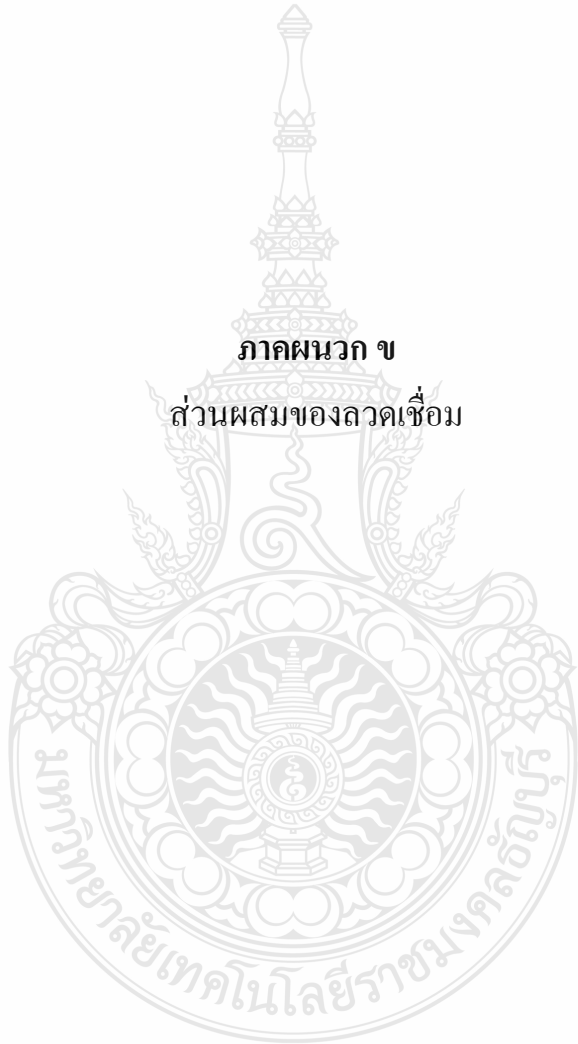 ภาคผนวก ข
ส่วนผสมของลวดเชื่อม
มหาวิทยาลัยเทคโนโลยีราชมงคลธัญบุรี